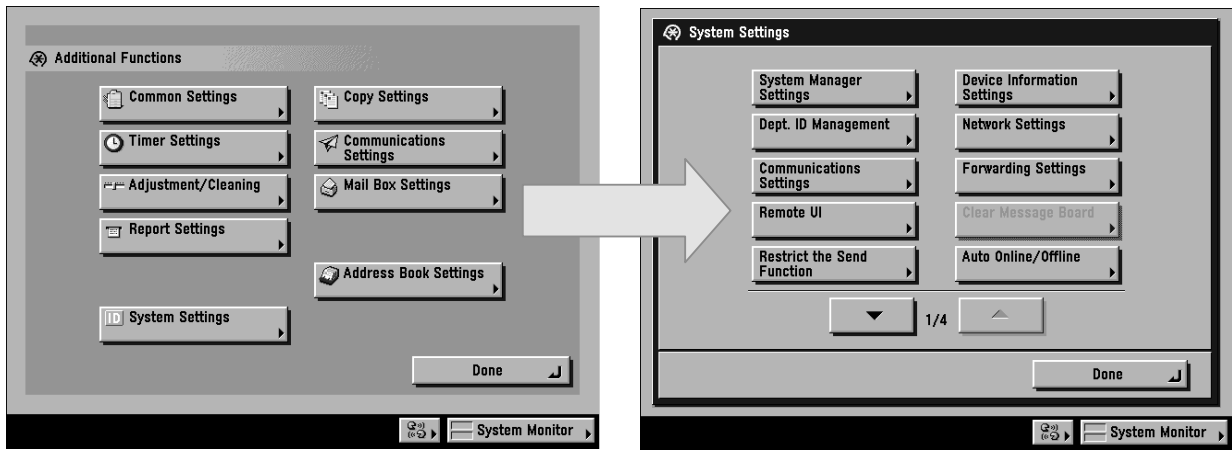 Additional Functions
Common Settings
Copy Settings
Timer Settings
Communications
Settings
Adjustment/Cleaning
Mail Box Settings
Report Settings
Address Book Settings
ID
System Settings
Done
System Monitor
System Settings
System Manager
Settings
Device Information
Settings
Dept. ID Management
Network Settings
Communications
Settings
Forwarding Settings
Remote UI
Clear Message Board
Restrict the Send
Function
Auto Online/Offline
1/4
Done
System Monitor